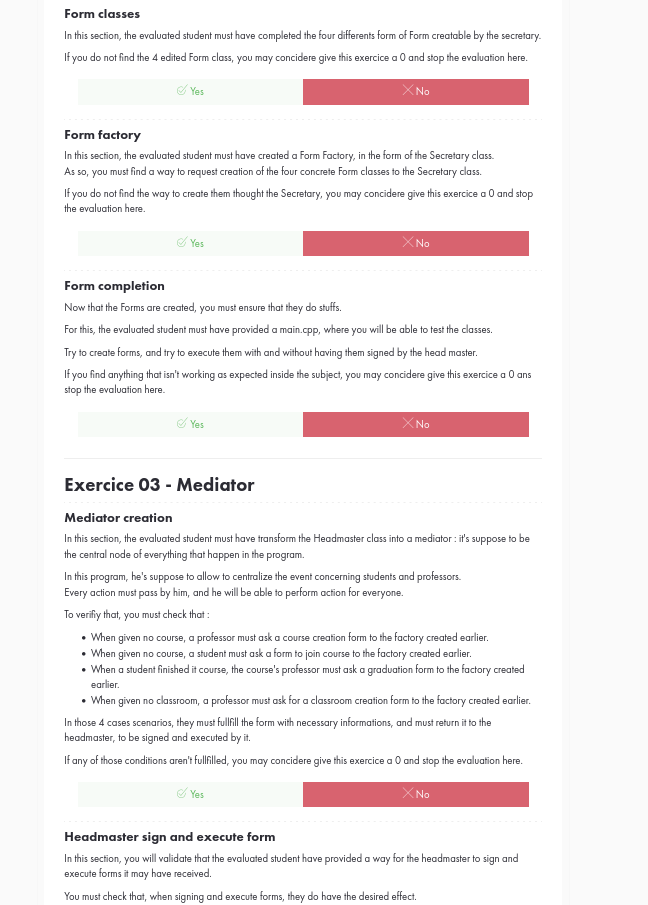 Form classes
In this section, the evaluated student must have completed the four differents form of Form creatable by the secretary.
If you do not find the 4 edited Form class, you may concidere give this exercice a 0 and stop the evaluation here.
Yes
No
Form factory
In this section, the evaluated student must have created a Form Factory, in the form of the Secretary class.
As so, you must find a way to request creation of the four concrete Form classes to the Secretary class.
If you do not find the way to create them thought the Secretary, you may concidere give this exercice a 0 and stop
the evaluation here.
Yes
No
Form completion
Now that the Forms are created, you must ensure that they do stuffs.
For this, the evaluated student must have provided a main.cpp, where you will be able to test the classes.
Try to create forms, and try to execute them with and without having them signed by the head master.
If you find anything that isn't working as expected inside the subject, you may concidere give this exercice a 0 ans
stop the evaluation here.
Yes
No
Exercice 03 - Mediator
Mediator creation
In this section, the evaluated student must have transform the Headmaster class into a mediator : it's suppose to be
the central node of everything that happen in the program.
In this program, he's suppose to allow to centralize the event concerning students and professors.
Every action must pass by him, and he will be able to perform action for everyone.
To verifiy that, you must check that :
• When given no course, a professor must ask a course creation form to the factory created earlier.
• When given no course, a student must ask a form to join course to the factory created earlier.
• When a student finished it course, the course's professor must ask a graduation form to the factory created
earlier.
• When given no classroom, a professor must ask for a classroom creation form to the factory created earlier.
In those 4 cases scenarios, they must fullfill the form with necessary informations, and must return it to the
headmaster, to be signed and executed by it.
If any of those conditions aren't fullfilled, you may concidere give this exercice a 0 and stop the evaluation here.
Yes
No
Headmaster sign and execute form
In this section, you will validate that the evaluated student have provided a way for the headmaster to sign and
execute forms it may have received.
You must check that, when signing and execute forms, they do have the desired effect.